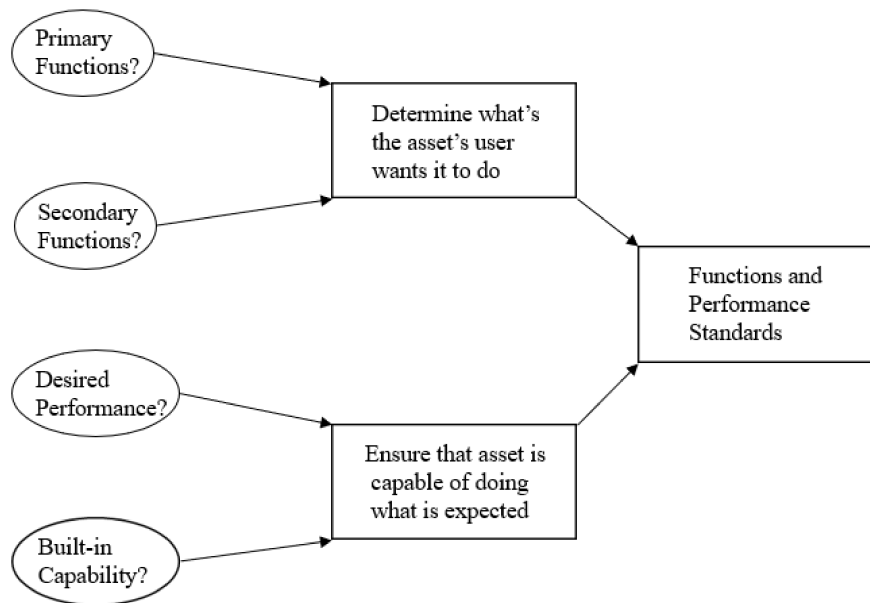 Primary
Functions?
Determine what's
the asset's user
wants it to do
Secondary
Functions?
Functions and
Performance
Standards
Desired
Performance?
Ensure that asset is
capable of doing
what is expected
Built-in
Capability?